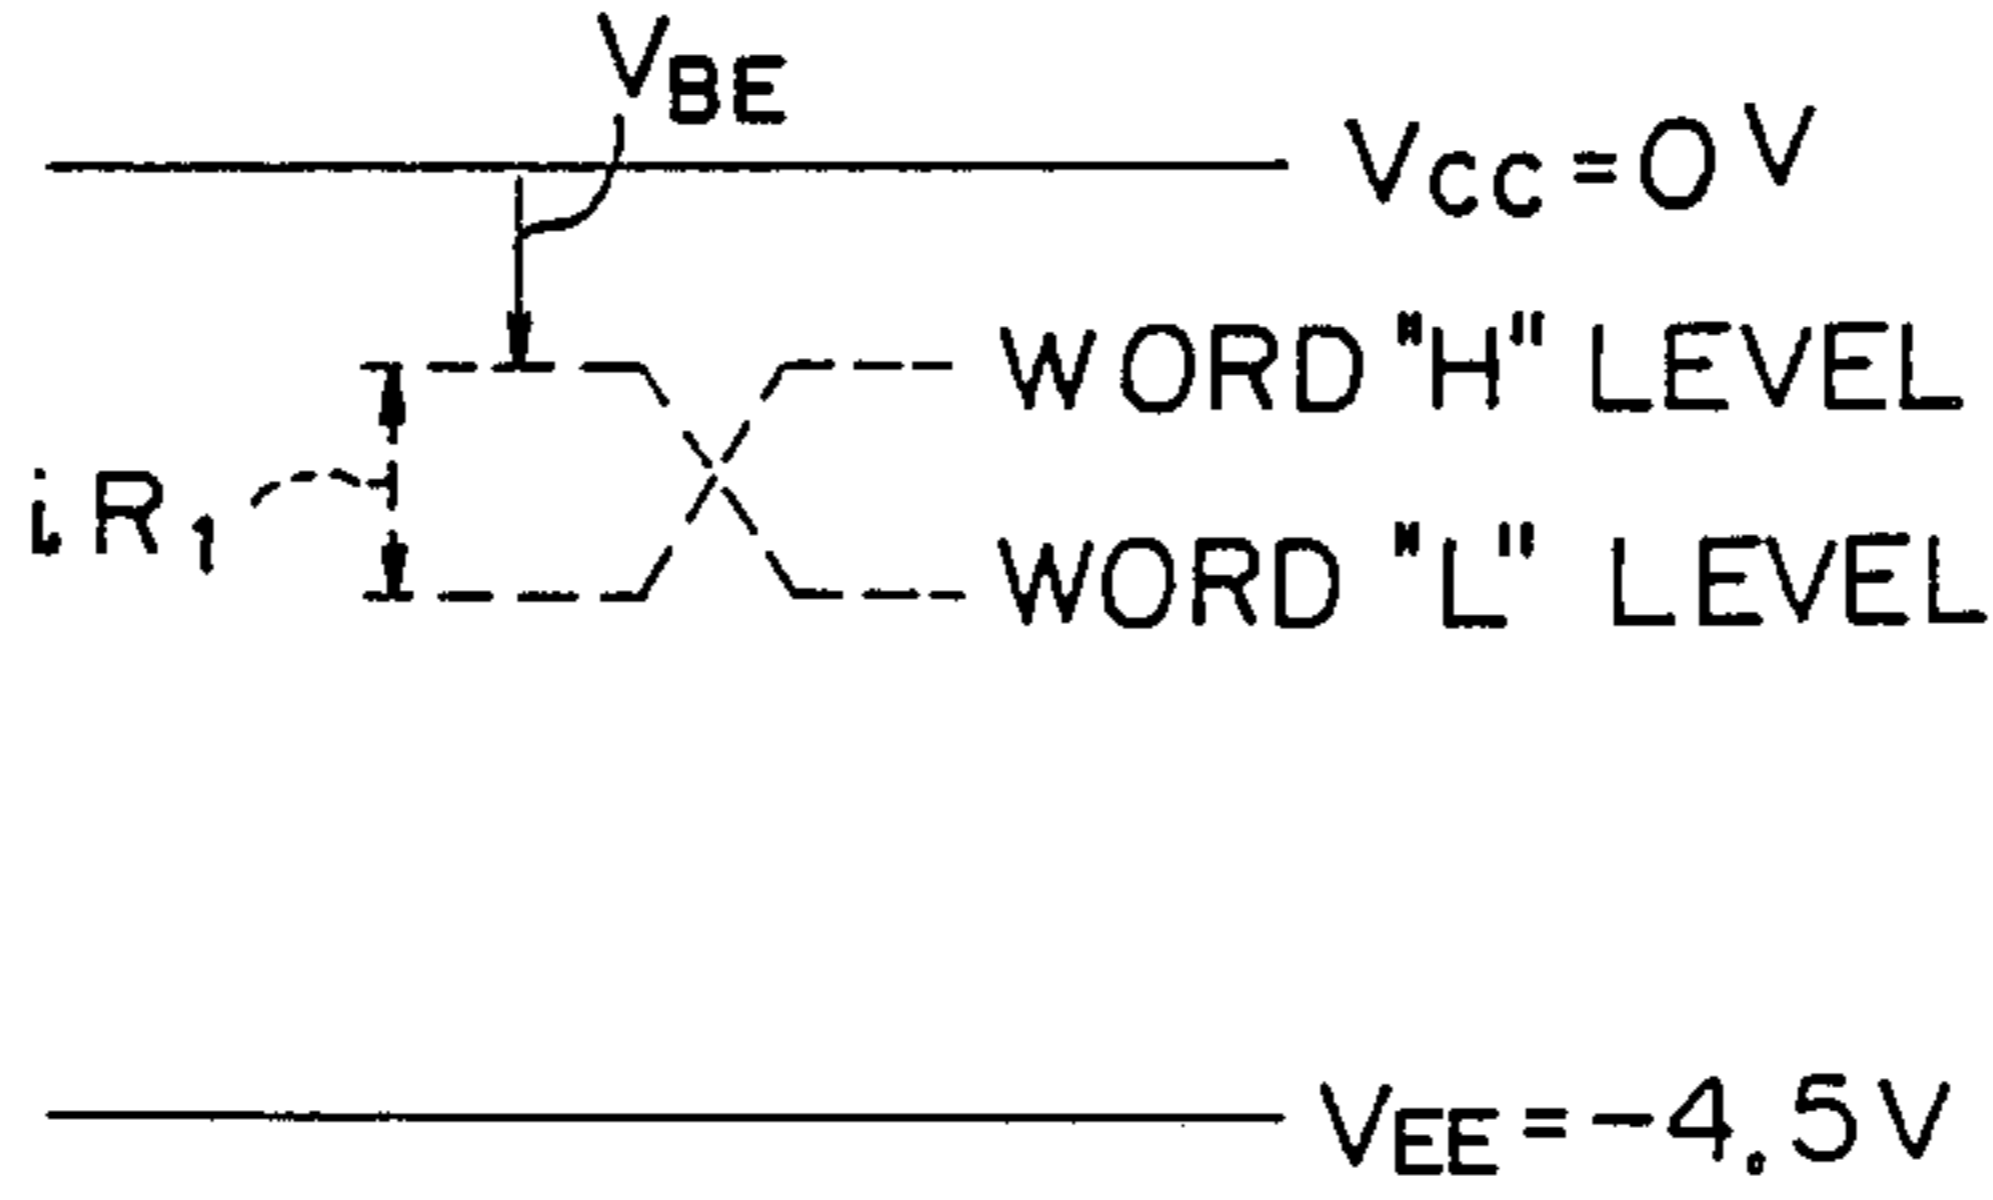 VBE
VCC=0V
WORD "H" LEVEL
iR1
WORD "L" LEVEL
VEE=-4.5V